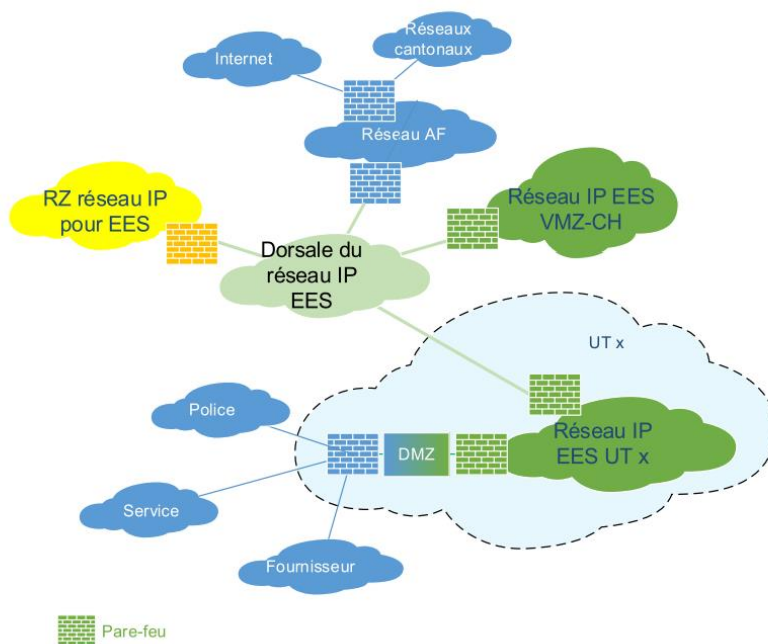 Internet
Réseaux
cantonaux
Réseau AF
RZ réseau IP
pour EES
Réseau IP EES
VMZ-CH
Dorsale du
réseau IP
EES
UT x
Police
DMZ
Réseau IP
EES UT x
Service
Fournisseur
Pare-feu